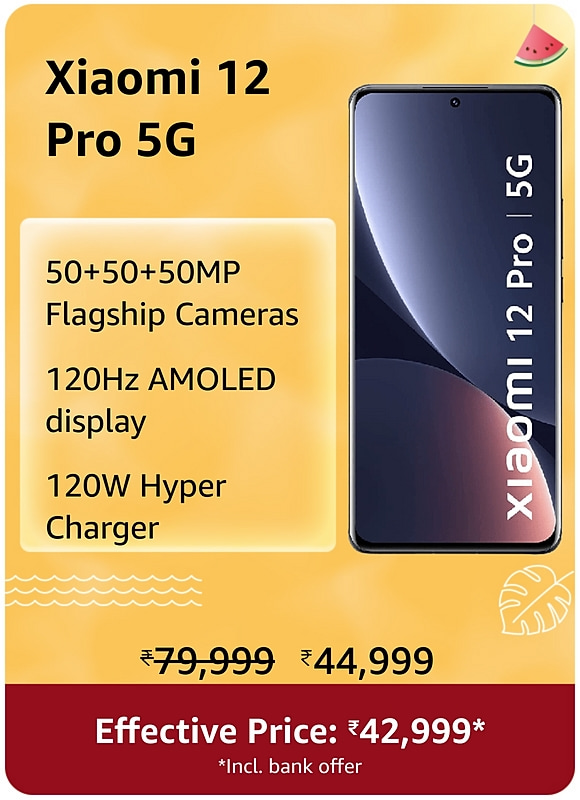 Xiaomi 12
Pro 5G
50+50+50MP
Flagship Cameras
120Hz AMOLED
display
120W Hyper
Charger
Xiaomi 12 Pro | 5G
₹79,999 ₹44,999
Effective Price: ₹42,999*
*Incl. bank offer